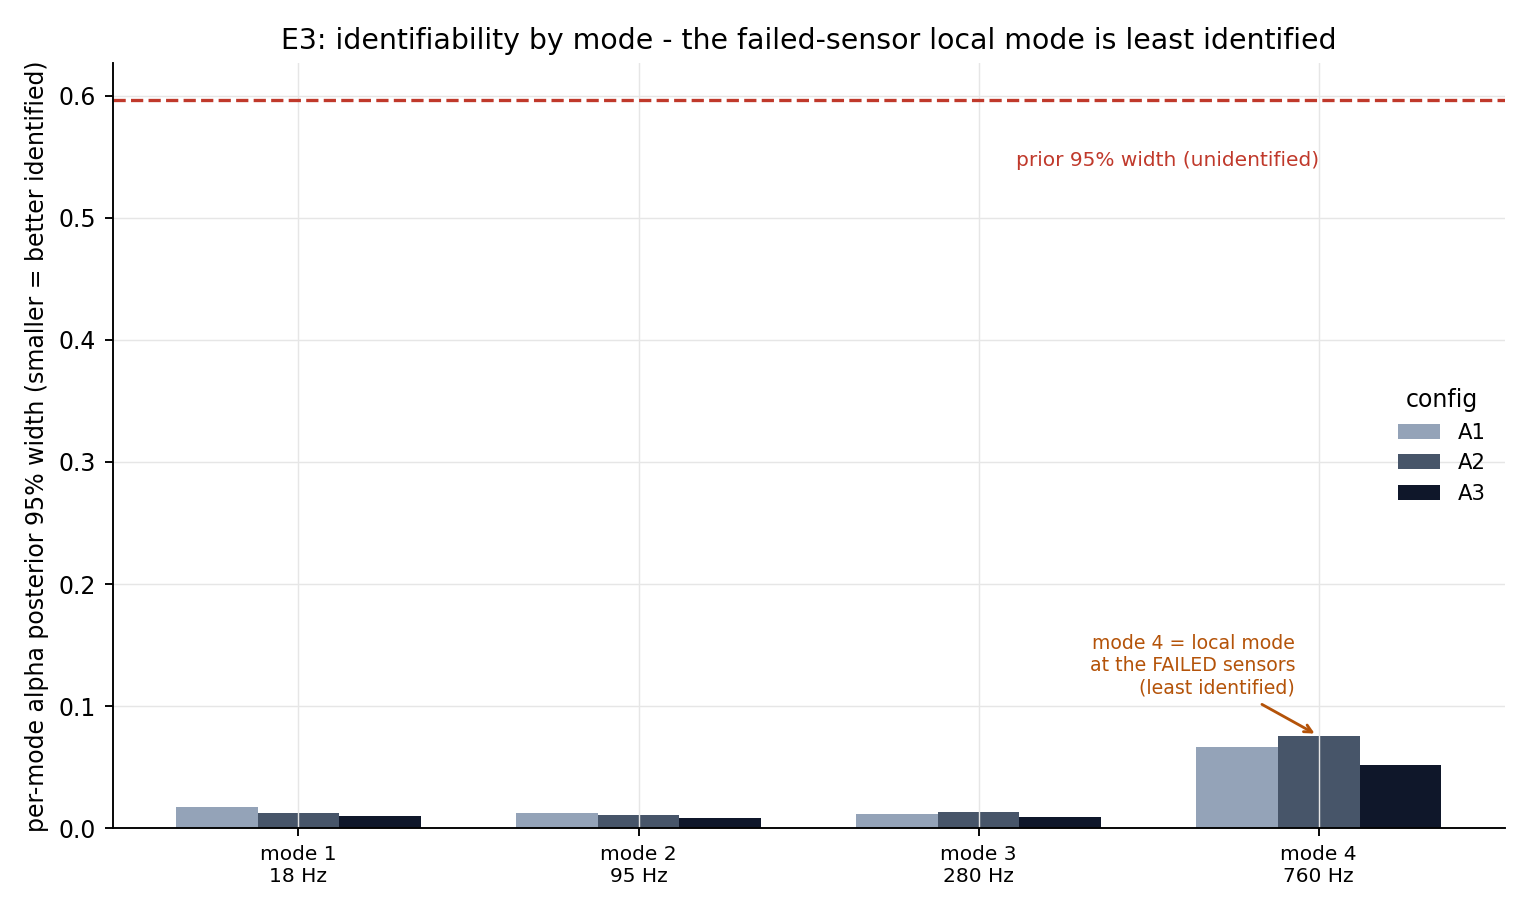 E3: identifiability by mode - the failed-sensor local mode is least identified
per-mode alpha posterior 95% width (smaller = better identified)
0.6
0.5
0.4
0.3
0.2
0.1
0.0
prior 95% width (unidentified)
config
A1
A2
A3
mode 4 = local mode
at the FAILED sensors
(least identified)
mode 1
18 Hz
mode 2
95 Hz
mode 3
280 Hz
mode 4
760 Hz